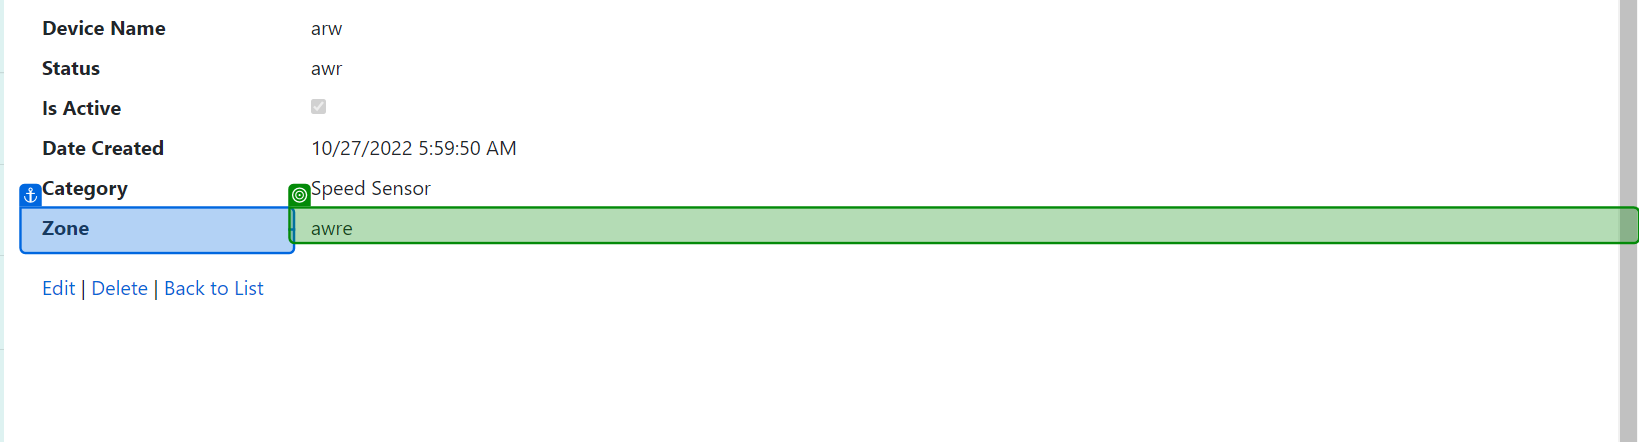 Device Name arw
Status awr
Is Active
Date Created 10/27/2022 5:59:50 AM
Category Speed Sensor
Zone awre
Edit | Delete | Back to List